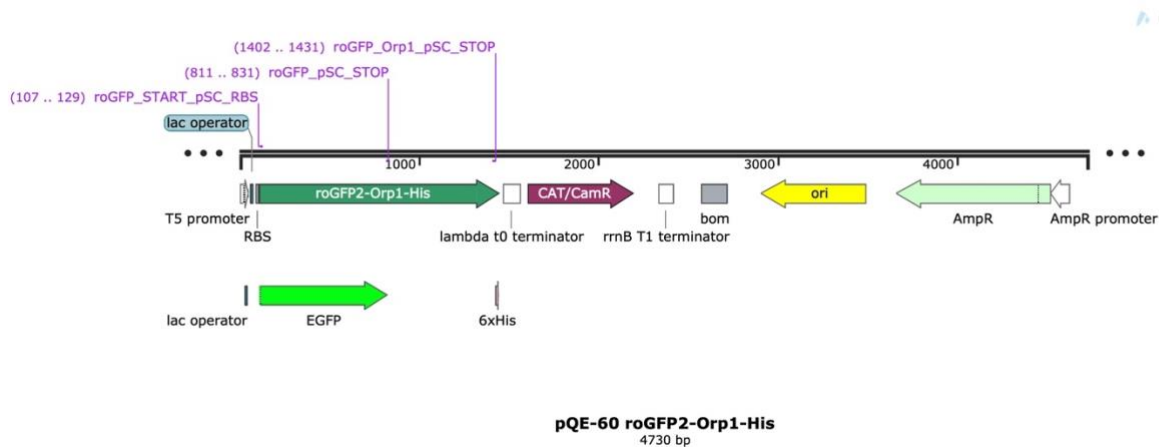 (1402 .. 1431) roGFP_Orp1_pSC_STOP
(811 .. 831) roGFP_pSC_STOP
(107 .. 129) roGFP_START_pSC_RBS
lac operator
1000 2000 3000 4000
roGFP2-Orp1-His CAT/CamR ori
T5 promoter bom AmpR AmpR promoter
RBS lambda t0 terminator rrnB T1 terminator
lac operator EGFP 6xHis
pQE-60 roGFP2-Orp1-His
4730 bp